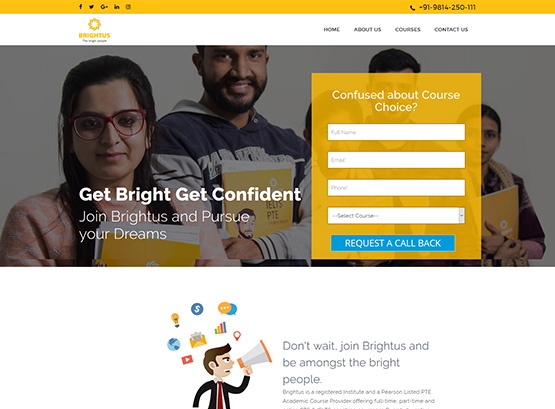 +91-9814-250-111
BRIGHTUS
The bright people
HOME
ABOUT US
COURSES
CONTACT US
Confused about Course
Choice?
Full Name
Email*
Phone*
---Select Course---
REQUEST A CALL BACK
IELTS
PTE
Get Bright Get Confident
Join Brightus and Pursue
your Dreams
Don't wait, join Brightus and
be amongst the bright
people.
Brightus is a registered Institute and a Pearson Listed PTE
Academic Course Provider offering full-time, part-time and